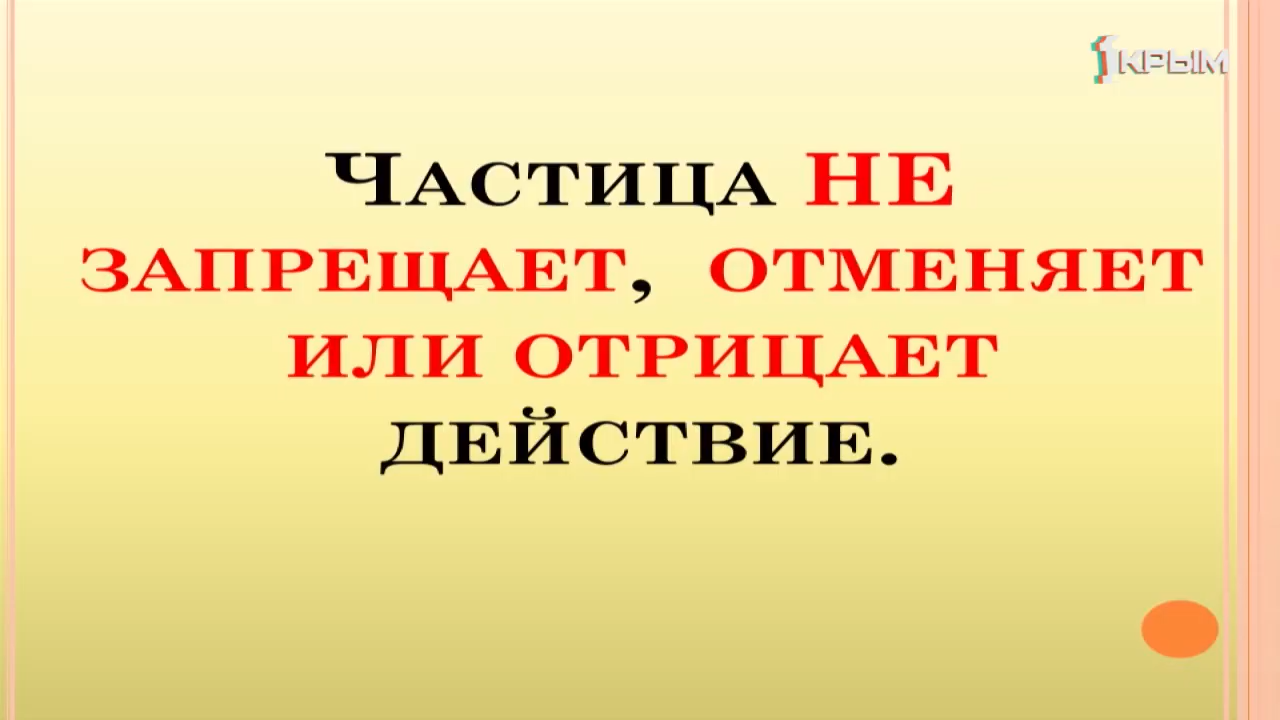 1КРЫМ
Частица НЕ
запрещает, отменяет
или отрицает
действие.